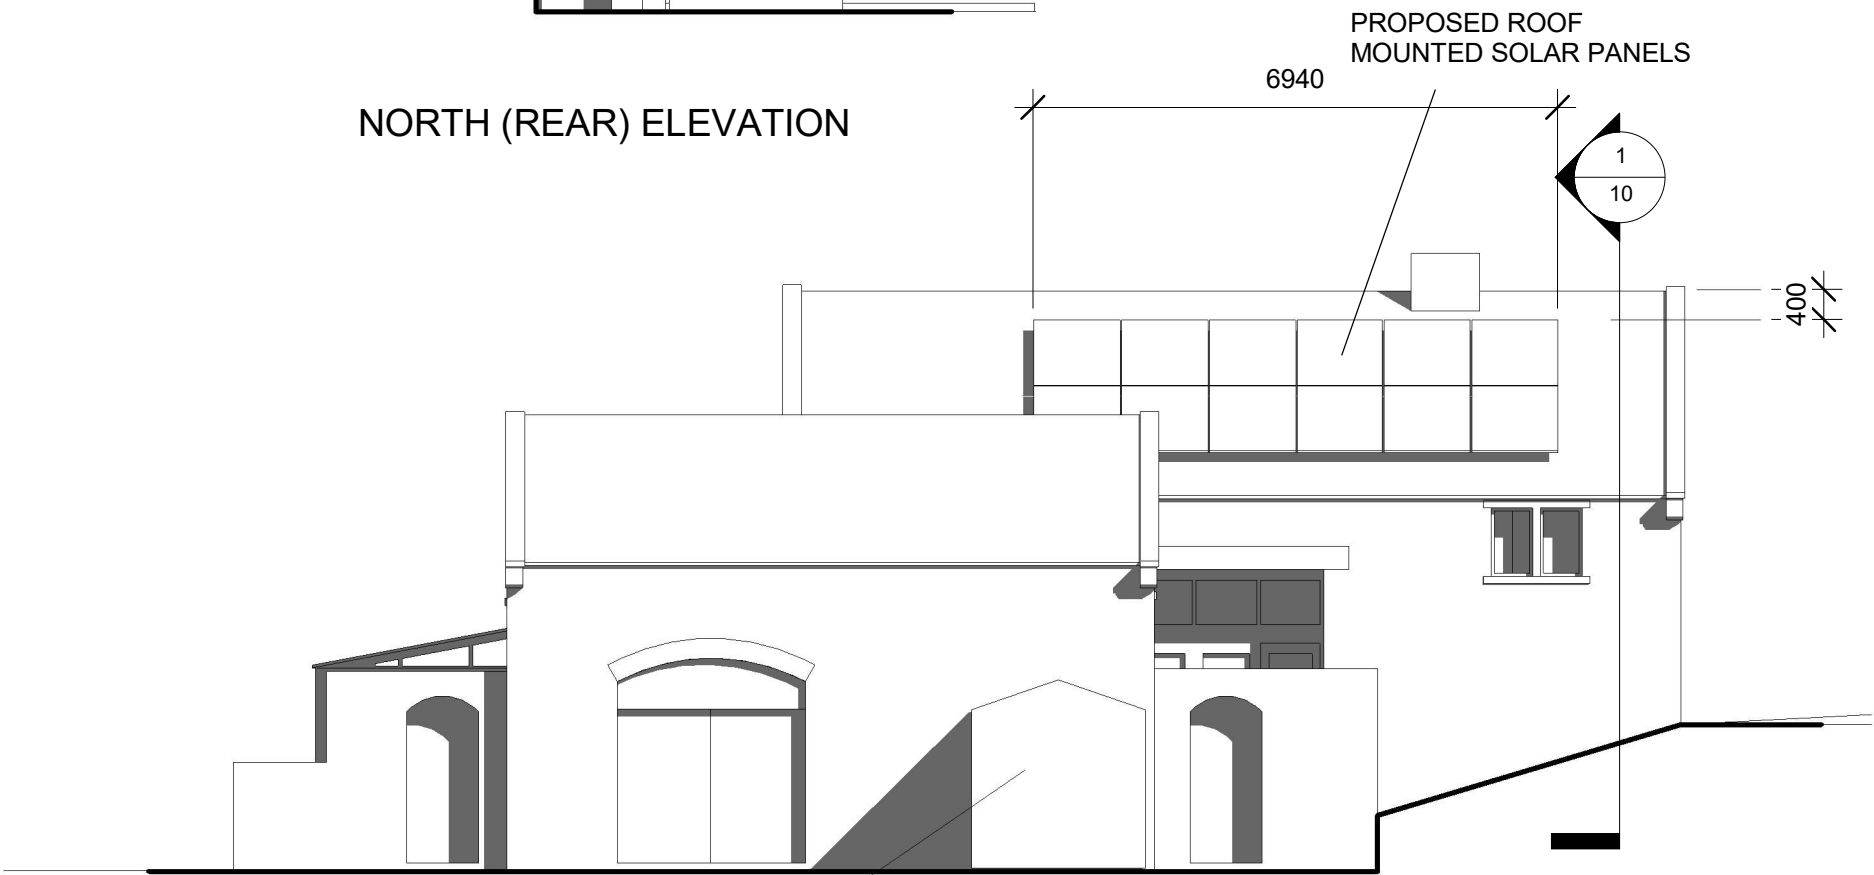 PROPOSED ROOF
MOUNTED SOLAR PANELS
6940
NORTH (REAR) ELEVATION
1
10
400